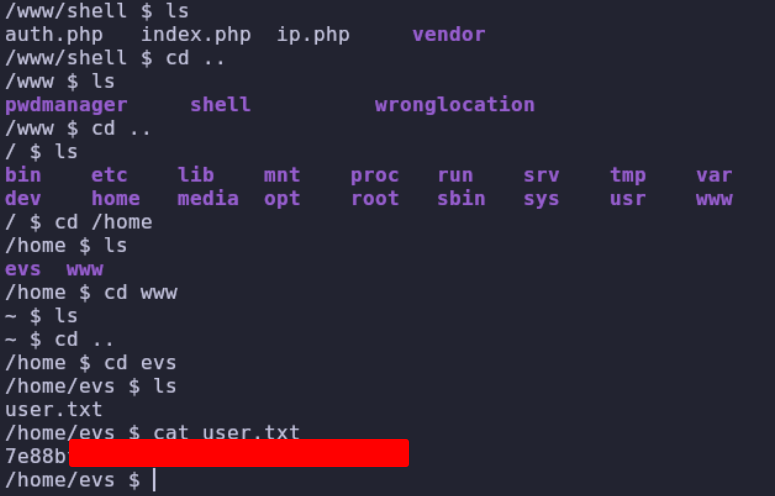 /www/shell $ ls
auth.php index.php ip.php vendor
/www/shell $ cd ..
/www $ ls
pwdmanager shell wronglocation
/www $ cd ..
/ $ ls
bin etc lib mnt proc run srv tmp var
dev home media opt root sbin sys usr www
/ $ cd /home
/home $ ls
evs www
/home $ cd www
~ $ ls
~ $ cd ..
/home $ cd evs
/home/evs $ ls
user.txt
/home/evs $ cat user.txt
7e88b
/home/evs $